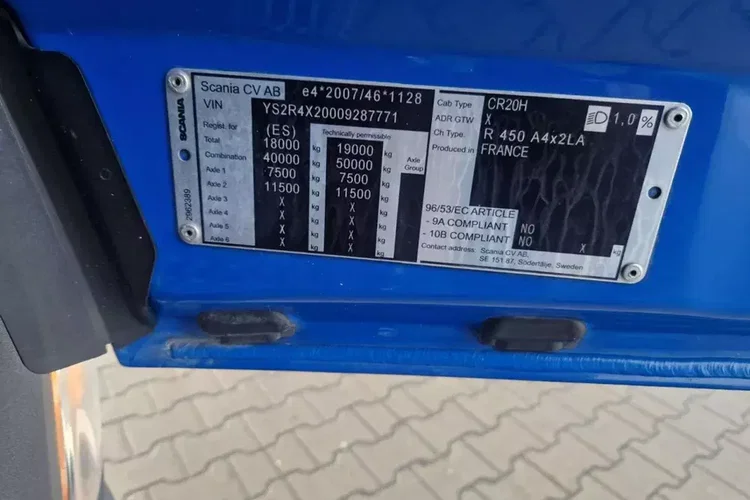 SCANIA
2962389
Scania CV AB e4*2007/46*1128
VIN YS2R4X20009287771
Regist. for (ES) Technically permissible
Total 18000 kg 19000 kg Axle Group
Combination 40000 kg 50000 kg
Axle 1 7500 kg 7500 kg
Axle 2 11500 kg 11500 kg
Axle 3 X kg X kg
Axle 4 X kg X kg
Axle 5 X kg X kg
Axle 6 X kg X kg
Cab Type CR20H 1,0 %
ADR GTW X
Ch. Type R 450 A4x2LA
Produced in FRANCE
96/53/EC ARTICLE
- 9A COMPLIANT NO
- 10B COMPLIANT NO X kg
Contact address: Scania CV AB,
SE 151 87, Södertälje, Sweden